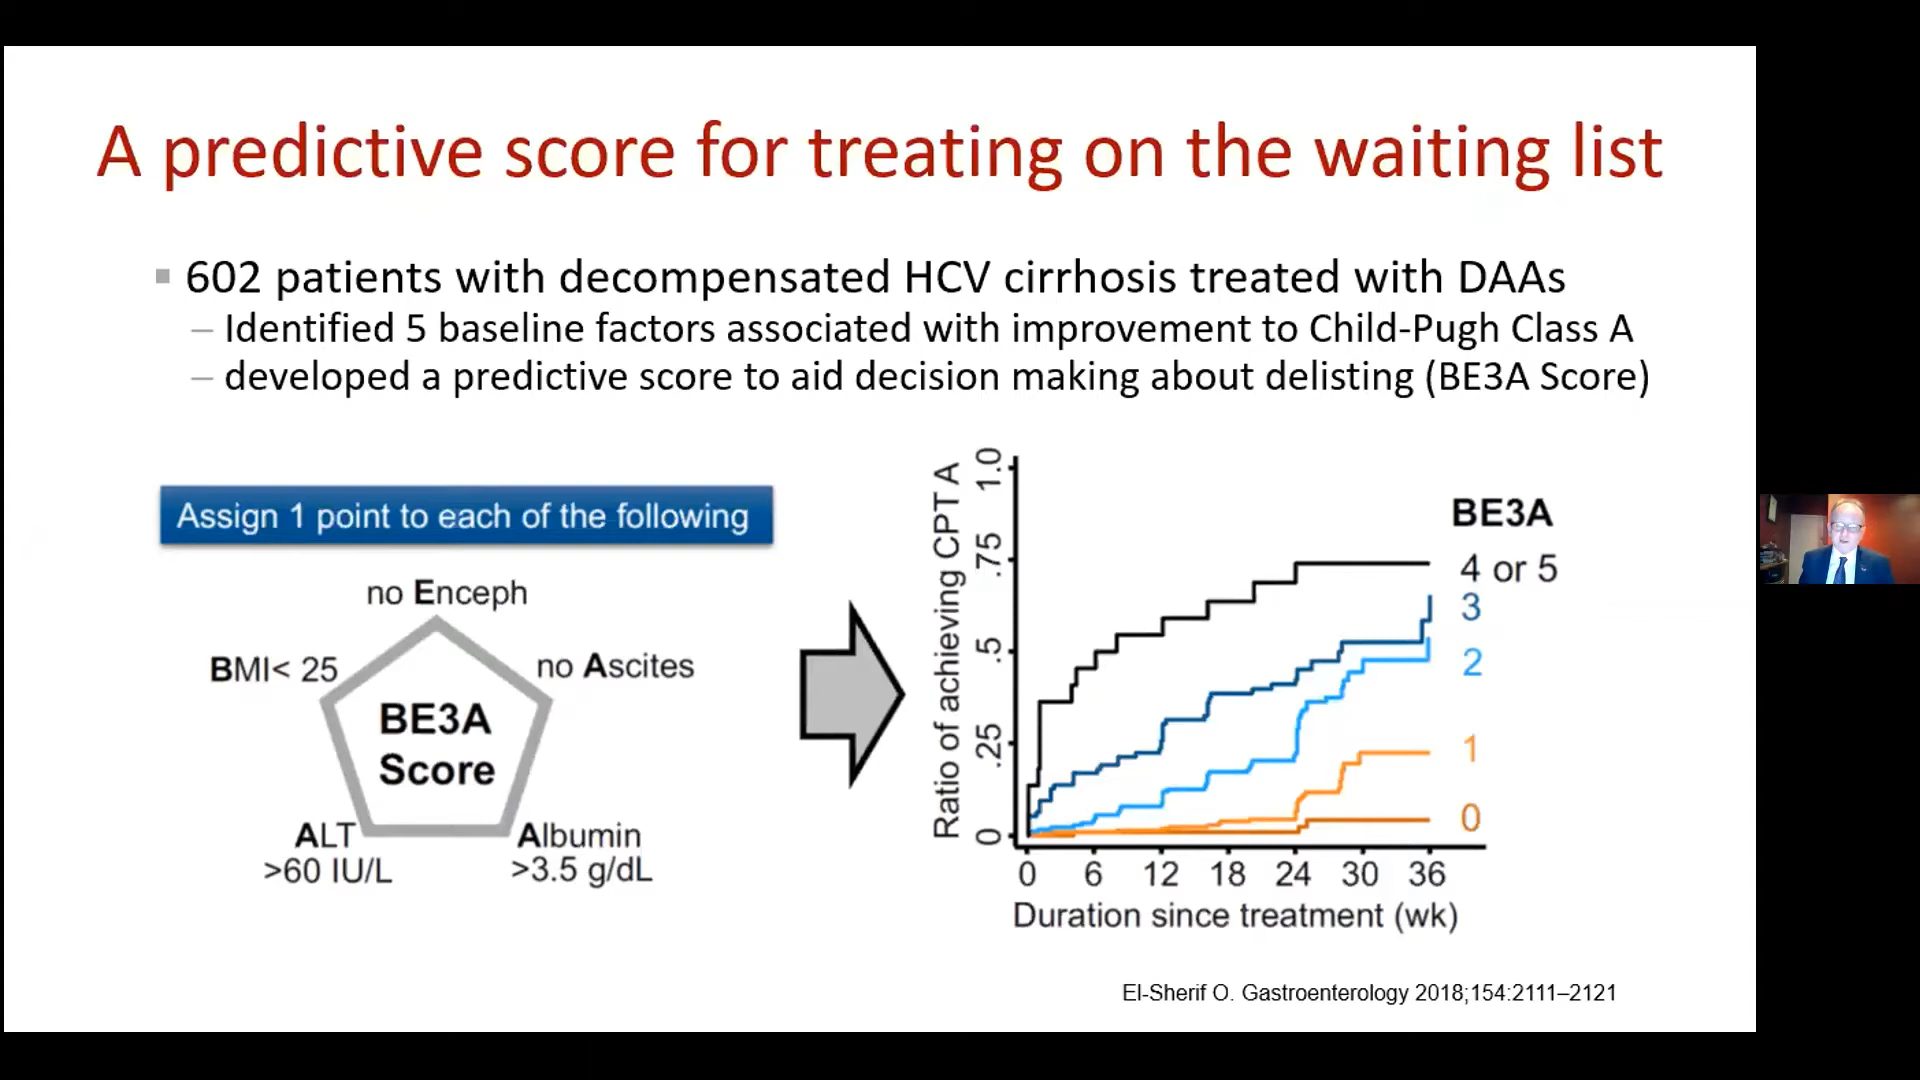 A predictive score for treating on the waiting list
602 patients with decompensated HCV cirrhosis treated with DAAs
– Identified 5 baseline factors associated with improvement to Child-Pugh Class A
– developed a predictive score to aid decision making about delisting (BE3A Score)
Assign 1 point to each of the following
no Enceph
BMI< 25
no Ascites
BE3A
Score
ALT
>60 IU/L
Albumin
>3.5 g/dL
Ratio of achieving CPT A
1.0
.75
.5
.25
0
0 6 12 18 24 30 36
Duration since treatment (wk)
BE3A
4 or 5
3
2
1
0
El-Sherif O. Gastroenterology 2018;154:2111–2121